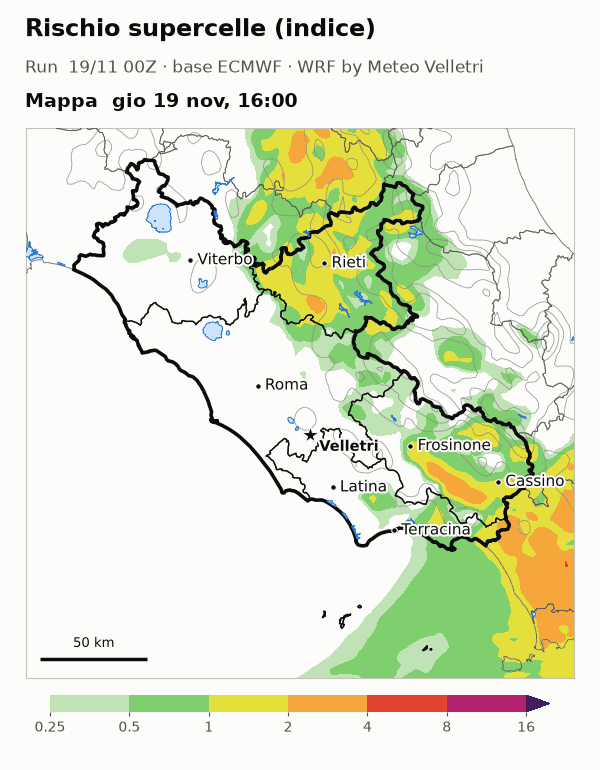 Rischio supercelle (indice)
Run 19/11 00Z · base ECMWF · WRF by Meteo Velletri
Mappa gio 19 nov, 16:00
Viterbo
Rieti
Roma
Velletri
Frosinone
Latina
Cassino
Terracina
50 km
0.25 0.5 1 2 4 8 16